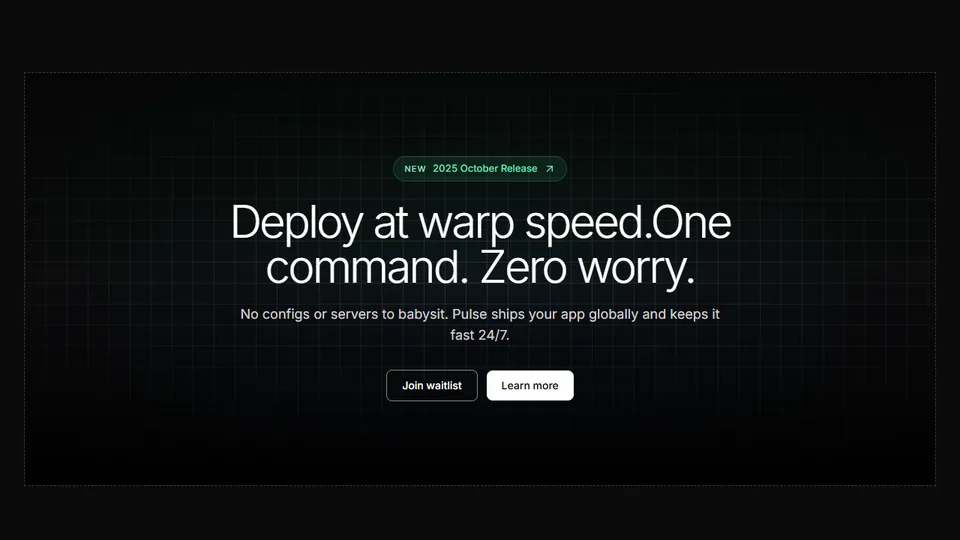 NEW 2025 October Release
Deploy at warp speed.One
command. Zero worry.
No configs or servers to babysit. Pulse ships your app globally and keeps it
fast 24/7.
Join waitlist Learn more